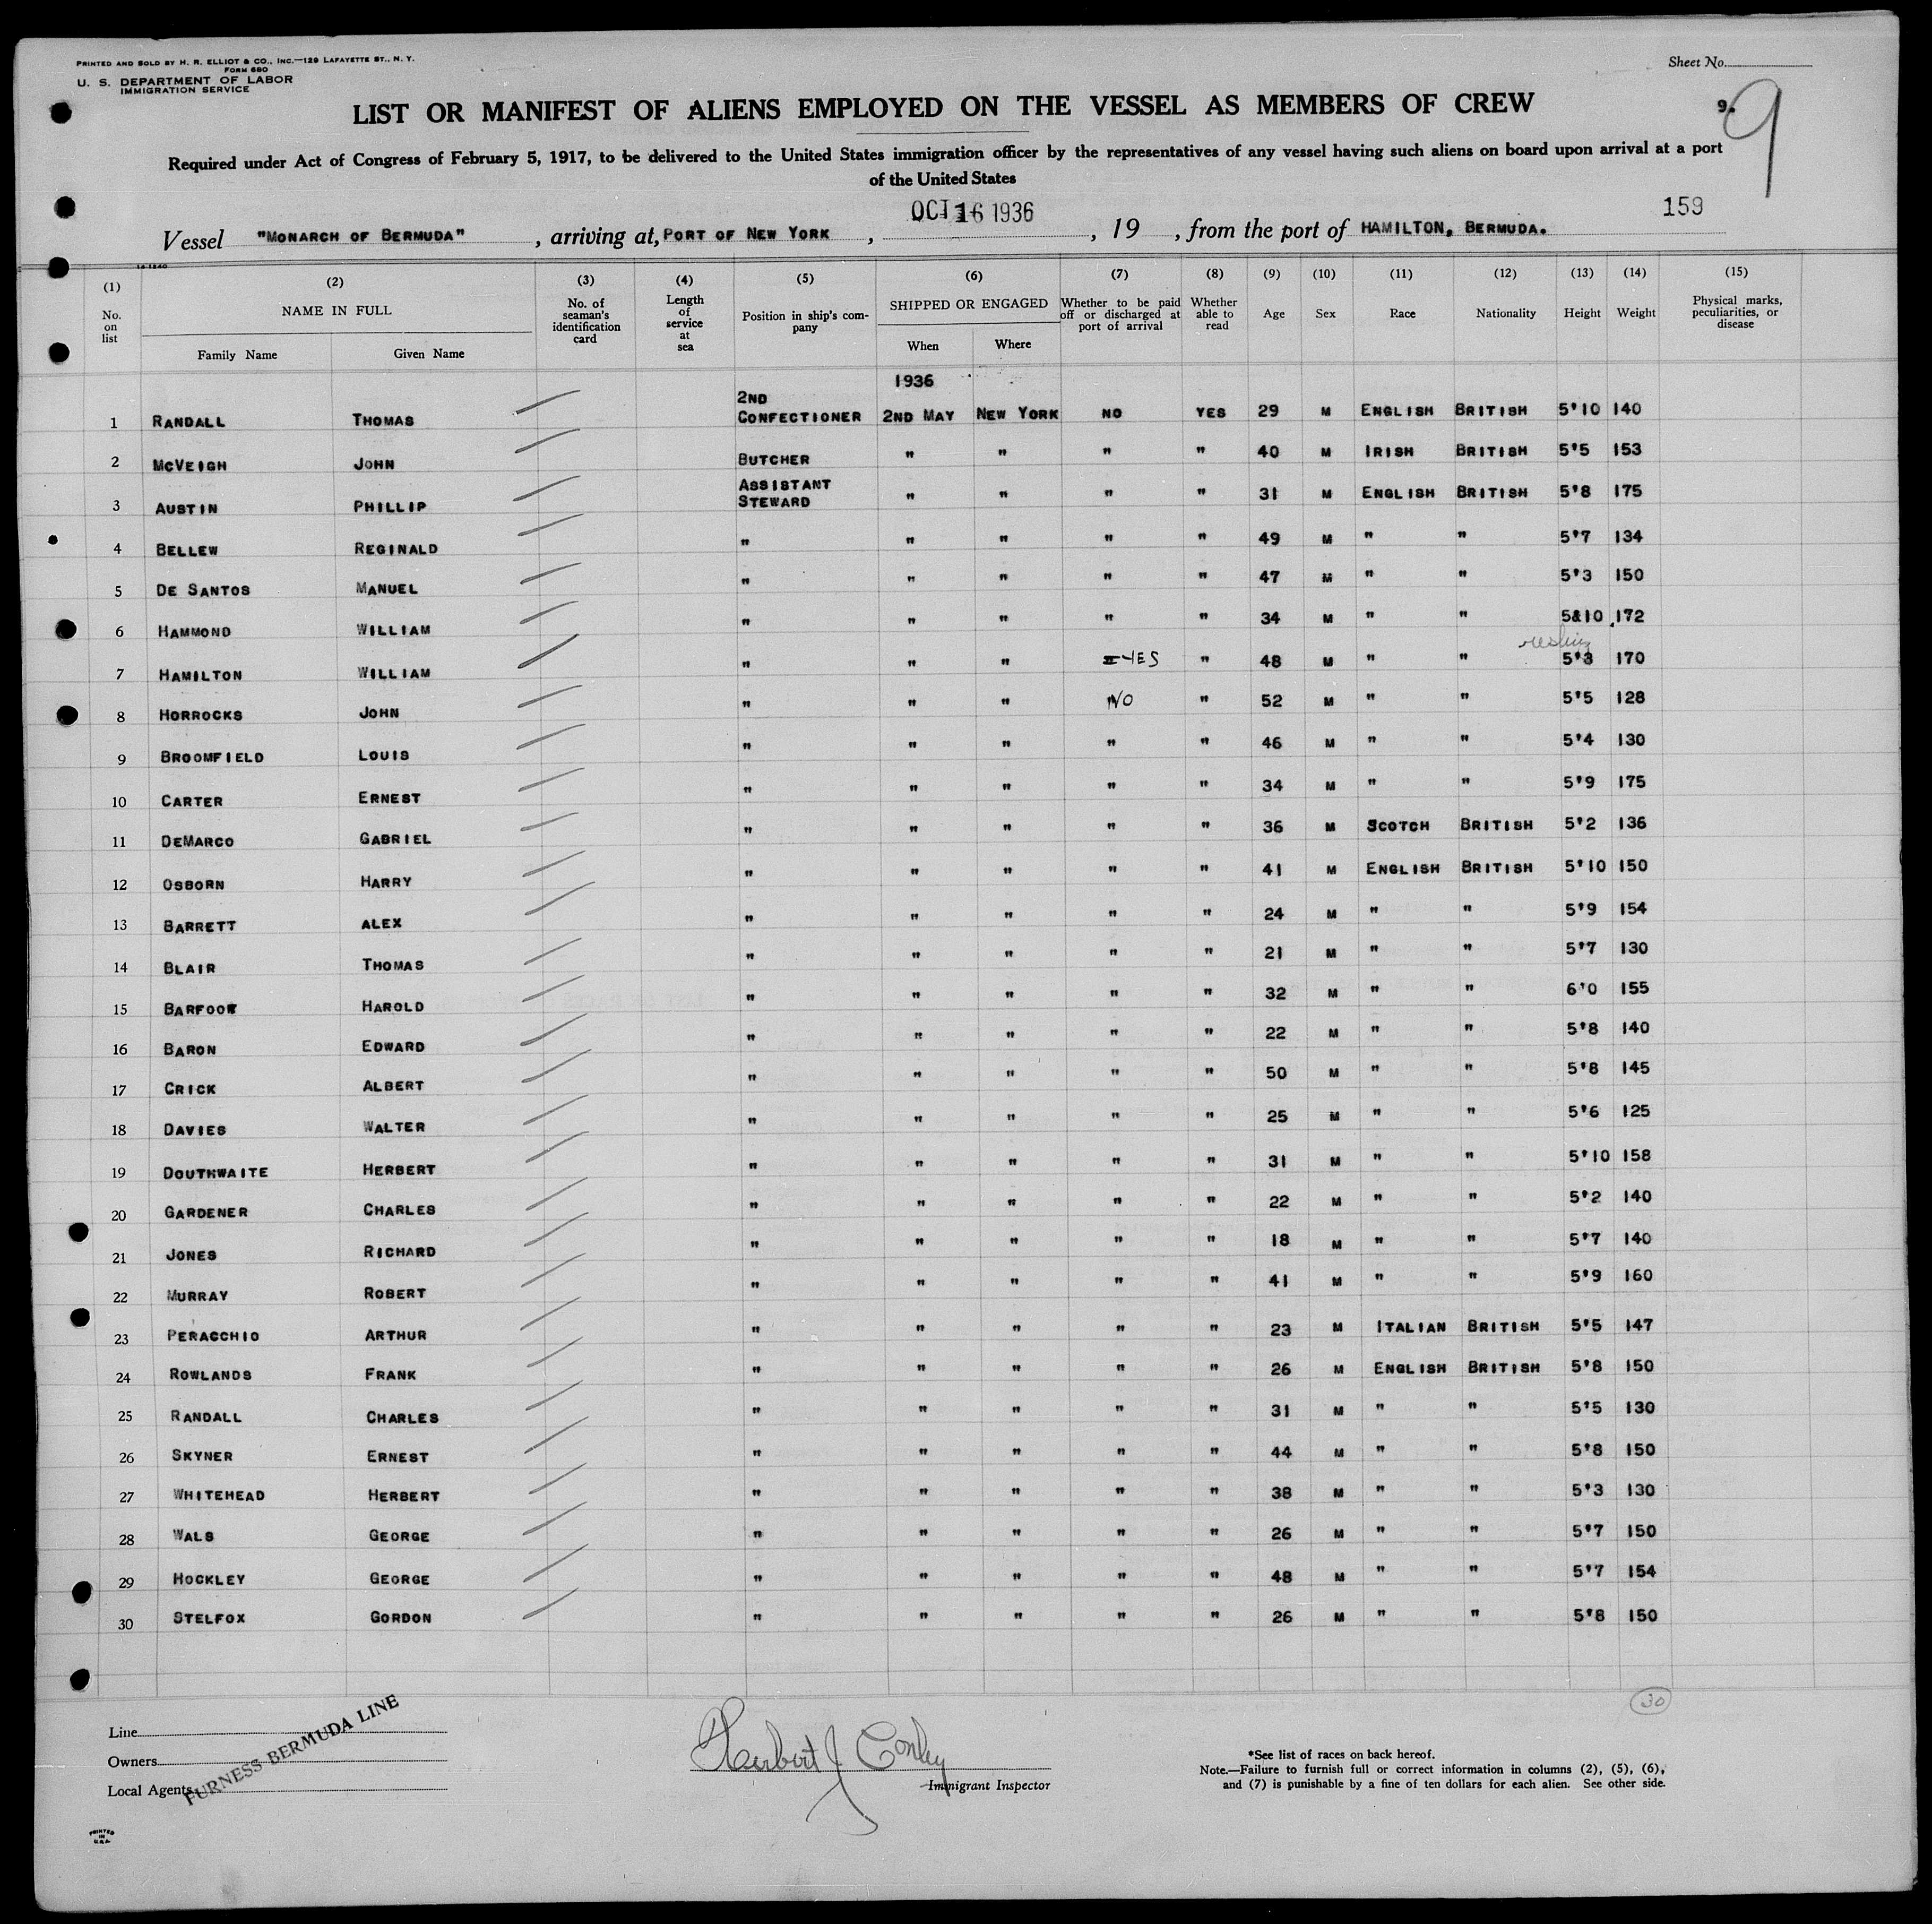 PRINTED AND SOLD BY H. R. ELLIOT & CO., INC.—129 LAFAYETTE ST., N. Y.
FORM 680
U. S. DEPARTMENT OF LABOR
IMMIGRATION SERVICE
Sheet No.
LIST OR MANIFEST OF ALIENS EMPLOYED ON THE VESSEL AS MEMBERS OF CREW
9. 9
Required under Act of Congress of February 5, 1917, to be delivered to the United States immigration officer by the representatives of any vessel having such aliens on board upon arrival at a port
of the United States
OCT 16 1936
159
Vessel "MONARCH OF BERMUDA", arriving at, PORT OF NEW YORK, , 19 , from the port of HAMILTON, BERMUDA.
14-1240
(1) (2) (3) (4) (5) (6) (7) (8) (9) (10) (11) (12) (13) (14) (15)
No. on list NAME IN FULL Family Name Given Name No. of seaman's identification card Length of service at sea Position in ship's company SHIPPED OR ENGAGED When Where Whether to be paid off or discharged at port of arrival Whether able to read Age Sex Race Nationality Height Weight Physical marks, peculiarities, or disease
1936
1 RANDALL THOMAS 2ND CONFECTIONER 2ND MAY NEW YORK NO YES 29 M ENGLISH BRITISH 5'10 140
2 MCVEIGH JOHN BUTCHER " " " " 40 M IRISH BRITISH 5'5 153
3 AUSTIN PHILLIP ASSISTANT STEWARD " " " " 31 M ENGLISH BRITISH 5'8 175
4 BELLEW REGINALD " " " " " 49 M " " 5'7 134
5 DE SANTOS MANUEL " " " " " 47 M " " 5'3 150
6 HAMMOND WILLIAM " " " " " 34 M " " 5&10 172
7 HAMILTON WILLIAM " " " YES " 48 M " " 5'3 170
8 HORROCKS JOHN " " " NO " 52 M " " 5'5 128
9 BROOMFIELD LOUIS " " " " " 46 M " " 5'4 130
10 CARTER ERNEST " " " " " 34 M " " 5'9 175
11 DEMARCO GABRIEL " " " " " 36 M SCOTCH BRITISH 5'2 136
12 OSBORN HARRY " " " " " 41 M ENGLISH BRITISH 5'10 150
13 BARRETT ALEX " " " " " 24 M " " 5'9 154
14 BLAIR THOMAS " " " " " 21 M " " 5'7 130
15 BARFOOT HAROLD " " " " " 32 M " " 6'0 155
16 BARON EDWARD " " " " " 22 M " " 5'8 140
17 CRICK ALBERT " " " " " 50 M " " 5'8 145
18 DAVIES WALTER " " " " " 25 M " " 5'6 125
19 DOUTHWAITE HERBERT " " " " " 31 M " " 5'10 158
20 GARDENER CHARLES " " " " " 22 M " " 5'2 140
21 JONES RICHARD " " " " " 18 M " " 5'7 140
22 MURRAY ROBERT " " " " " 41 M " " 5'9 160
23 PERACCHIO ARTHUR " " " " " 23 M ITALIAN BRITISH 5'5 147
24 ROWLANDS FRANK " " " " " 26 M ENGLISH BRITISH 5'8 150
25 RANDALL CHARLES " " " " " 31 M " " 5'5 130
26 SKYNER ERNEST " " " " " 44 M " " 5'8 150
27 WHITEHEAD HERBERT " " " " " 38 M " " 5'3 130
28 WALS GEORGE " " " " " 26 M " " 5'7 150
29 HOCKLEY GEORGE " " " " " 48 M " " 5'7 154
30 STELFOX GORDON " " " " " 26 M " " 5'8 150
30
Line
Owners
Local Agents
FURNESS BERMUDA LINE
Herbert J Conley
Immigrant Inspector
*See list of races on back hereof.
Note.—Failure to furnish full or correct information in columns (2), (5), (6),
and (7) is punishable by a fine of ten dollars for each alien. See other side.
PRINTED
IN
U.S.A.